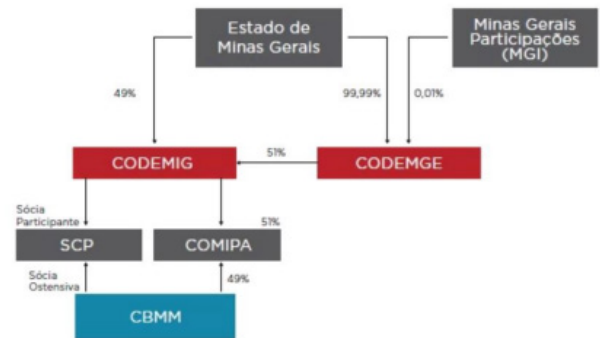 Estado de
Minas Gerais
Minas Gerais
Participações
(MGI)
49%
99,99%
0,01%
CODEMIG
51%
CODEMGE
Sócia
Participante
51%
SCP
COMIPA
Sócia
Ostensiva
49%
CBMM